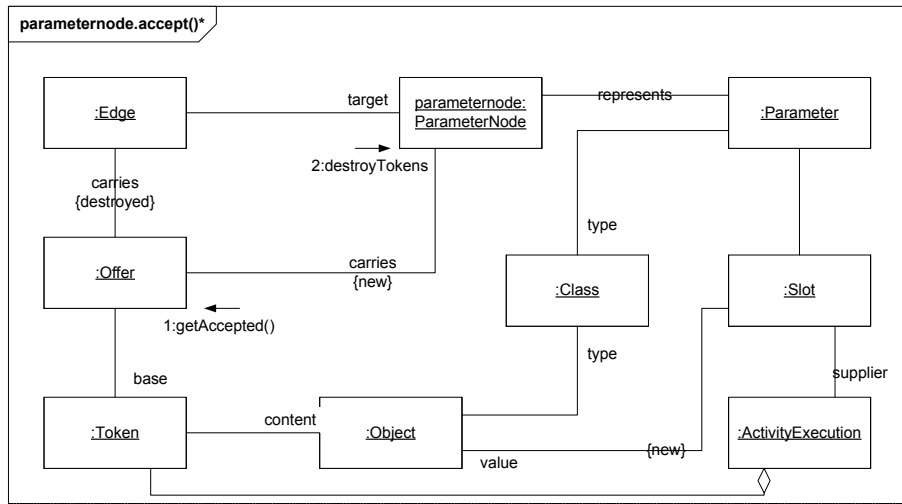 parameternode.accept()*
:Edge
target
parameternode:
ParameterNode
represents
:Parameter
2:destroyTokens
carries
{destroyed}
type
:Offer
carries
{new}
:Class
:Slot
1:getAccepted()
type
supplier
base
:Token
content
:Object
value
{new}
:ActivityExecution